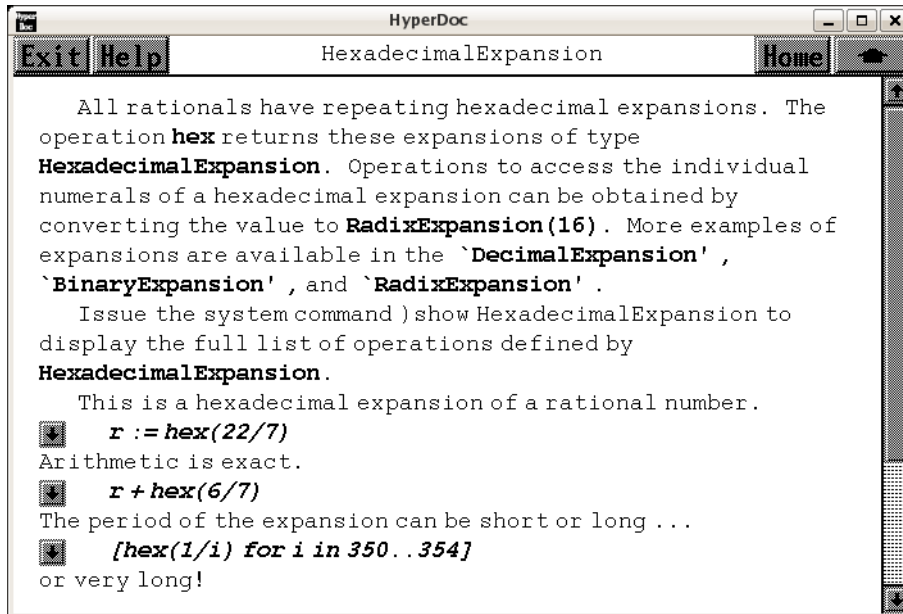 Hyper Doc
HyperDoc
Exit Help HexadecimalExpansion Home
All rationals have repeating hexadecimal expansions. The
operation hex returns these expansions of type
HexadecimalExpansion. Operations to access the individual
numerals of a hexadecimal expansion can be obtained by
converting the value to RadixExpansion(16). More examples of
expansions are available in the `DecimalExpansion' ,
`BinaryExpansion' , and `RadixExpansion' .
Issue the system command )show HexadecimalExpansion to
display the full list of operations defined by
HexadecimalExpansion.
This is a hexadecimal expansion of a rational number.
r := hex(22/7)
Arithmetic is exact.
r + hex(6/7)
The period of the expansion can be short or long ...
[hex(1/i) for i in 350..354]
or very long!